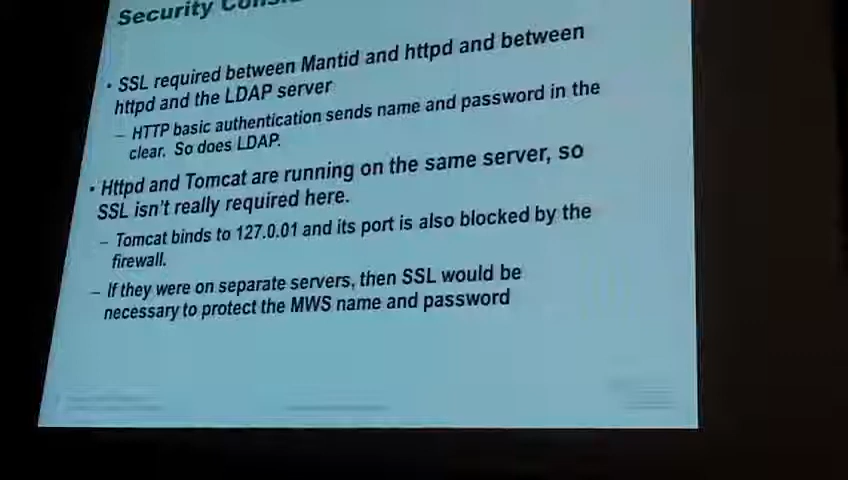 Security
• SSL required between Mantid and httpd and between
httpd and the LDAP server
– HTTP basic authentication sends name and password in the
clear. So does LDAP.
• Httpd and Tomcat are running on the same server, so
SSL isn't really required here.
– Tomcat binds to 127.0.01 and its port is also blocked by the
firewall.
– If they were on separate servers, then SSL would be
necessary to protect the MWS name and password